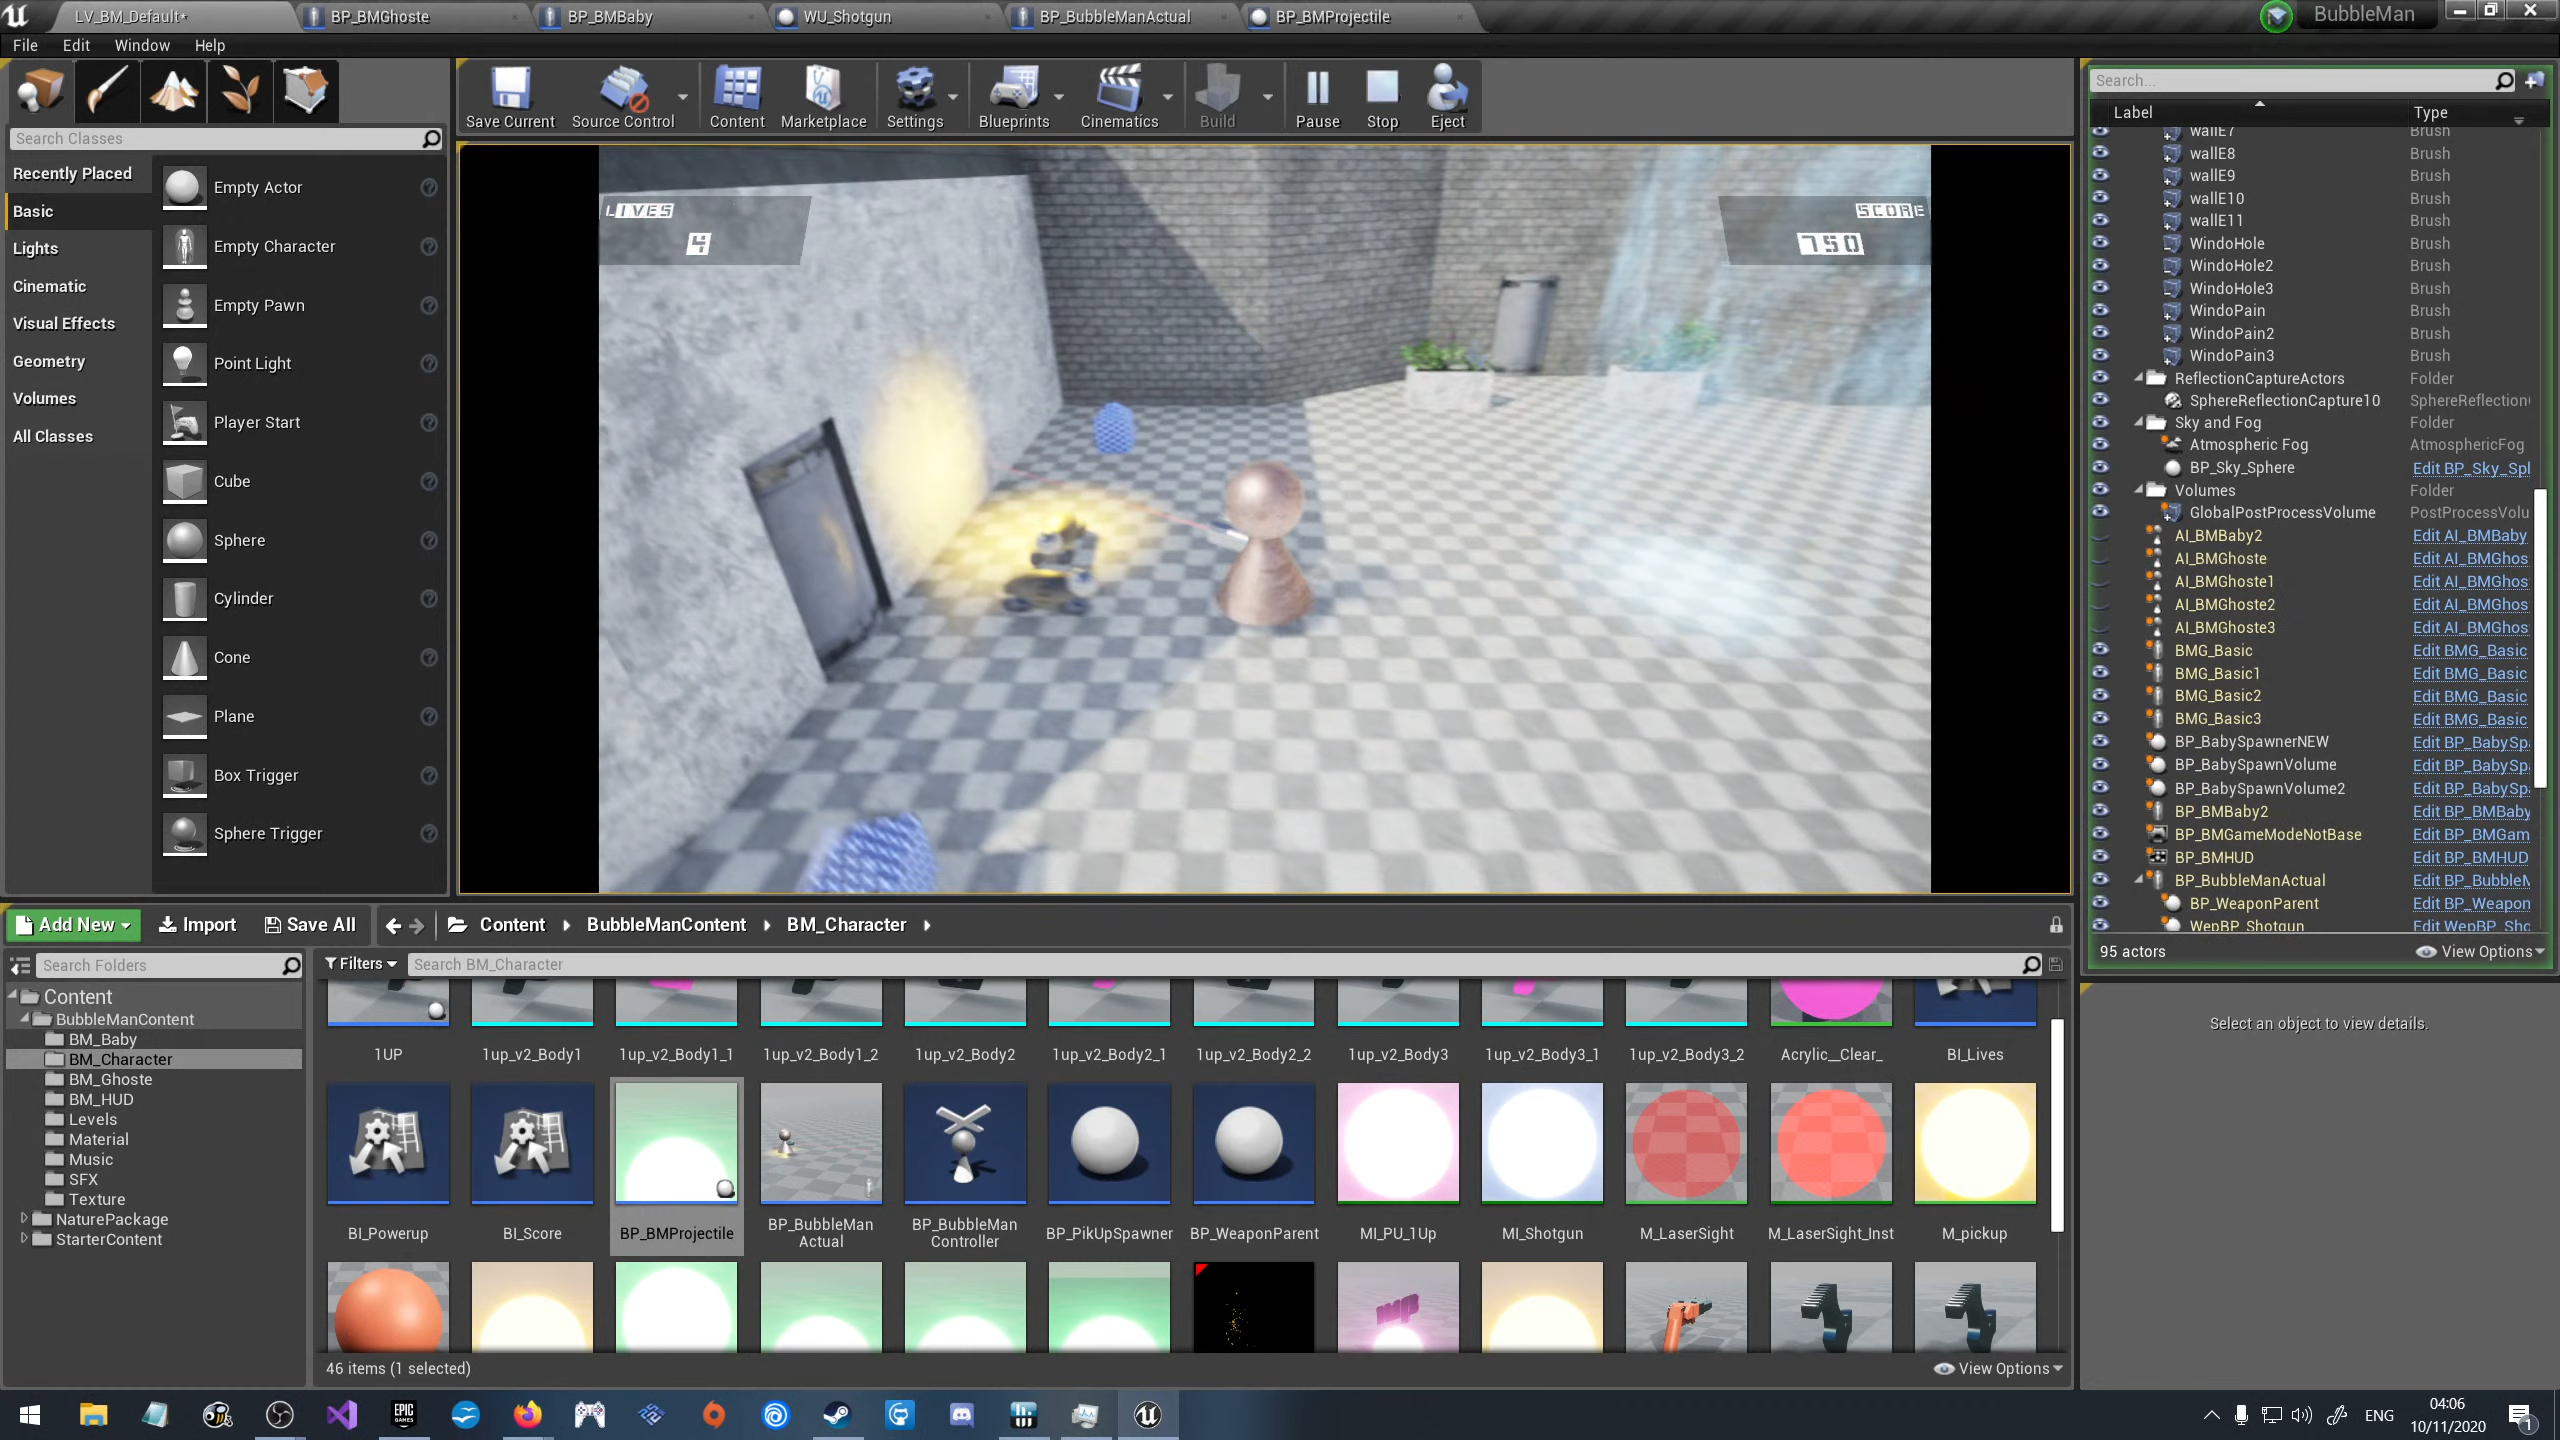 LV_BM_Default*
BP_BMGhoste
BP_BMBaby
WU_Shotgun
BP_BubbleManActual
BP_BMProjectile
BubbleMan
File Edit Window Help
Save Current
Source Control
Content
Marketplace
Settings
Blueprints
Cinematics
Build
Pause
Stop
Eject
Search Classes
Recently Placed
Basic
Lights
Cinematic
Visual Effects
Geometry
Volumes
All Classes
Empty Actor
Empty Character
Empty Pawn
Point Light
Player Start
Cube
Sphere
Cylinder
Cone
Plane
Box Trigger
Sphere Trigger
LIVES
4
SCORE
750
Search...
Label Type
wallE7 Brush
wallE8 Brush
wallE9 Brush
wallE10 Brush
wallE11 Brush
WindoHole Brush
WindoHole2 Brush
WindoHole3 Brush
WindoPain Brush
WindoPain2 Brush
WindoPain3 Brush
ReflectionCaptureActors Folder
SphereReflectionCapture10 SphereReflection
Sky and Fog Folder
Atmospheric Fog AtmosphericFog
BP_Sky_Sphere Edit BP_Sky_Spl
Volumes Folder
GlobalPostProcessVolume PostProcessVolu
AI_BMBaby2 Edit AI_BMBaby
AI_BMGhoste Edit AI_BMGhos
AI_BMGhoste1 Edit AI_BMGhos
AI_BMGhoste2 Edit AI_BMGhos
AI_BMGhoste3 Edit AI_BMGhos
BMG_Basic Edit BMG_Basic
BMG_Basic1 Edit BMG_Basic
BMG_Basic2 Edit BMG_Basic
BMG_Basic3 Edit BMG_Basic
BP_BabySpawnerNEW Edit BP_BabySp
BP_BabySpawnVolume Edit BP_BabySp
BP_BabySpawnVolume2 Edit BP_BabySp
BP_BMBaby2 Edit BP_BMBaby
BP_BMGameModeNotBase Edit BP_BMGam
BP_BMHUD Edit BP_BMHUD
BP_BubbleManActual Edit BP_BubbleM
BP_WeaponParent Edit BP_Weapon
WepBP_Shotgun Edit WepBP_Sho
95 actors
View Options
Select an object to view details.
Add New
Import
Save All
Content
BubbleManContent
BM_Character
Search Folders
Filters
Search BM_Character
Content
BubbleManContent
BM_Baby
BM_Character
BM_Ghoste
BM_HUD
Levels
Material
Music
SFX
Texture
NaturePackage
StarterContent
1UP
1up_v2_Body1
1up_v2_Body1_1
1up_v2_Body1_2
1up_v2_Body2
1up_v2_Body2_1
1up_v2_Body2_2
1up_v2_Body3
1up_v2_Body3_1
1up_v2_Body3_2
Acrylic__Clear_
BI_Lives
BI_Powerup
BI_Score
BP_BMProjectile
BP_BubbleMan
Actual
BP_BubbleMan
Controller
BP_PikUpSpawner
BP_WeaponParent
MI_PU_1Up
MI_Shotgun
M_LaserSight
M_LaserSight_Inst
M_pickup
46 items (1 selected)
View Options
EPIC
GAMES
ENG
04:06
10/11/2020
1